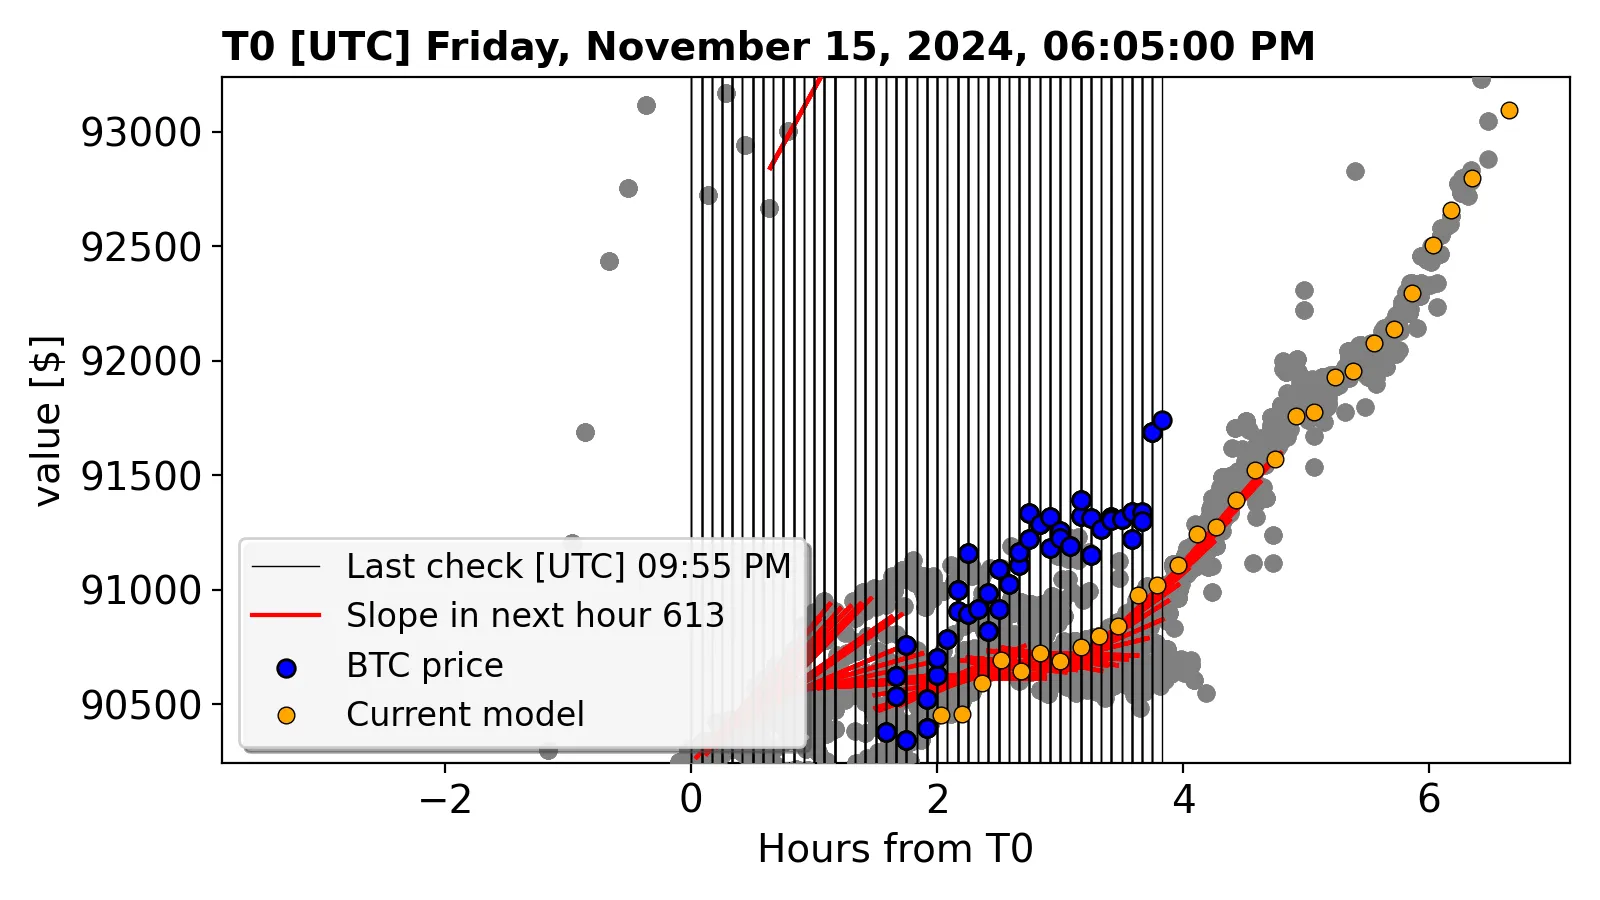 T0 [UTC] Friday, November 15, 2024, 06:05:00 PM
value [$]
93000
92500
92000
91500
91000
90500
Last check [UTC] 09:55 PM
Slope in next hour 613
BTC price
Current model
−2 0 2 4 6
Hours from T0